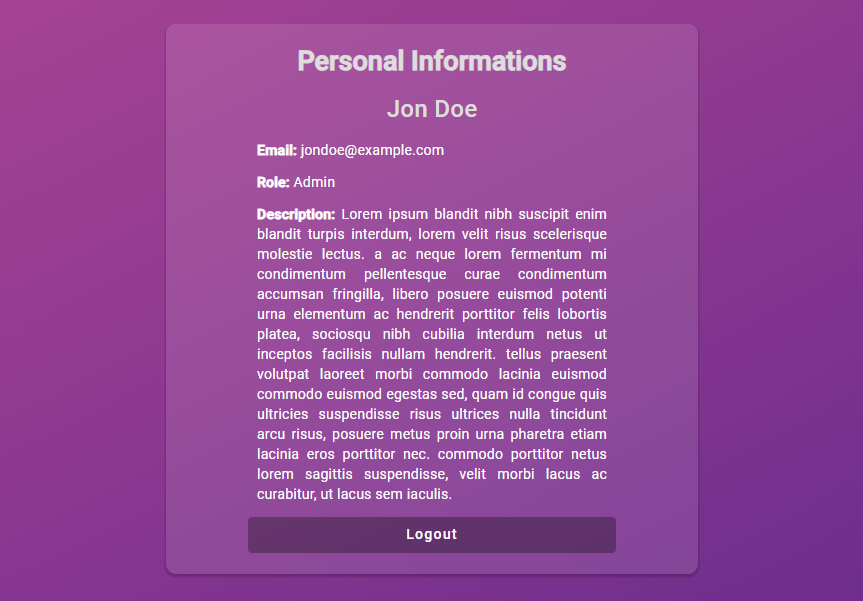 Personal Informations
Jon Doe
Email: jondoe@example.com
Role: Admin
Description: Lorem ipsum blandit nibh suscipit enim
blandit turpis interdum, lorem velit risus scelerisque
molestie lectus. a ac neque lorem fermentum mi
condimentum pellentesque curae condimentum
accumsan fringilla, libero posuere euismod potenti
urna elementum ac hendrerit porttitor felis lobortis
platea, sociosqu nibh cubilia interdum netus ut
inceptos facilisis nullam hendrerit. tellus praesent
volutpat laoreet morbi commodo lacinia euismod
commodo euismod egestas sed, quam id congue quis
ultricies suspendisse risus ultrices nulla tincidunt
arcu risus, posuere metus proin urna pharetra etiam
lacinia eros porttitor nec. commodo porttitor netus
lorem sagittis suspendisse, velit morbi lacus ac
curabitur, ut lacus sem iaculis.
Logout